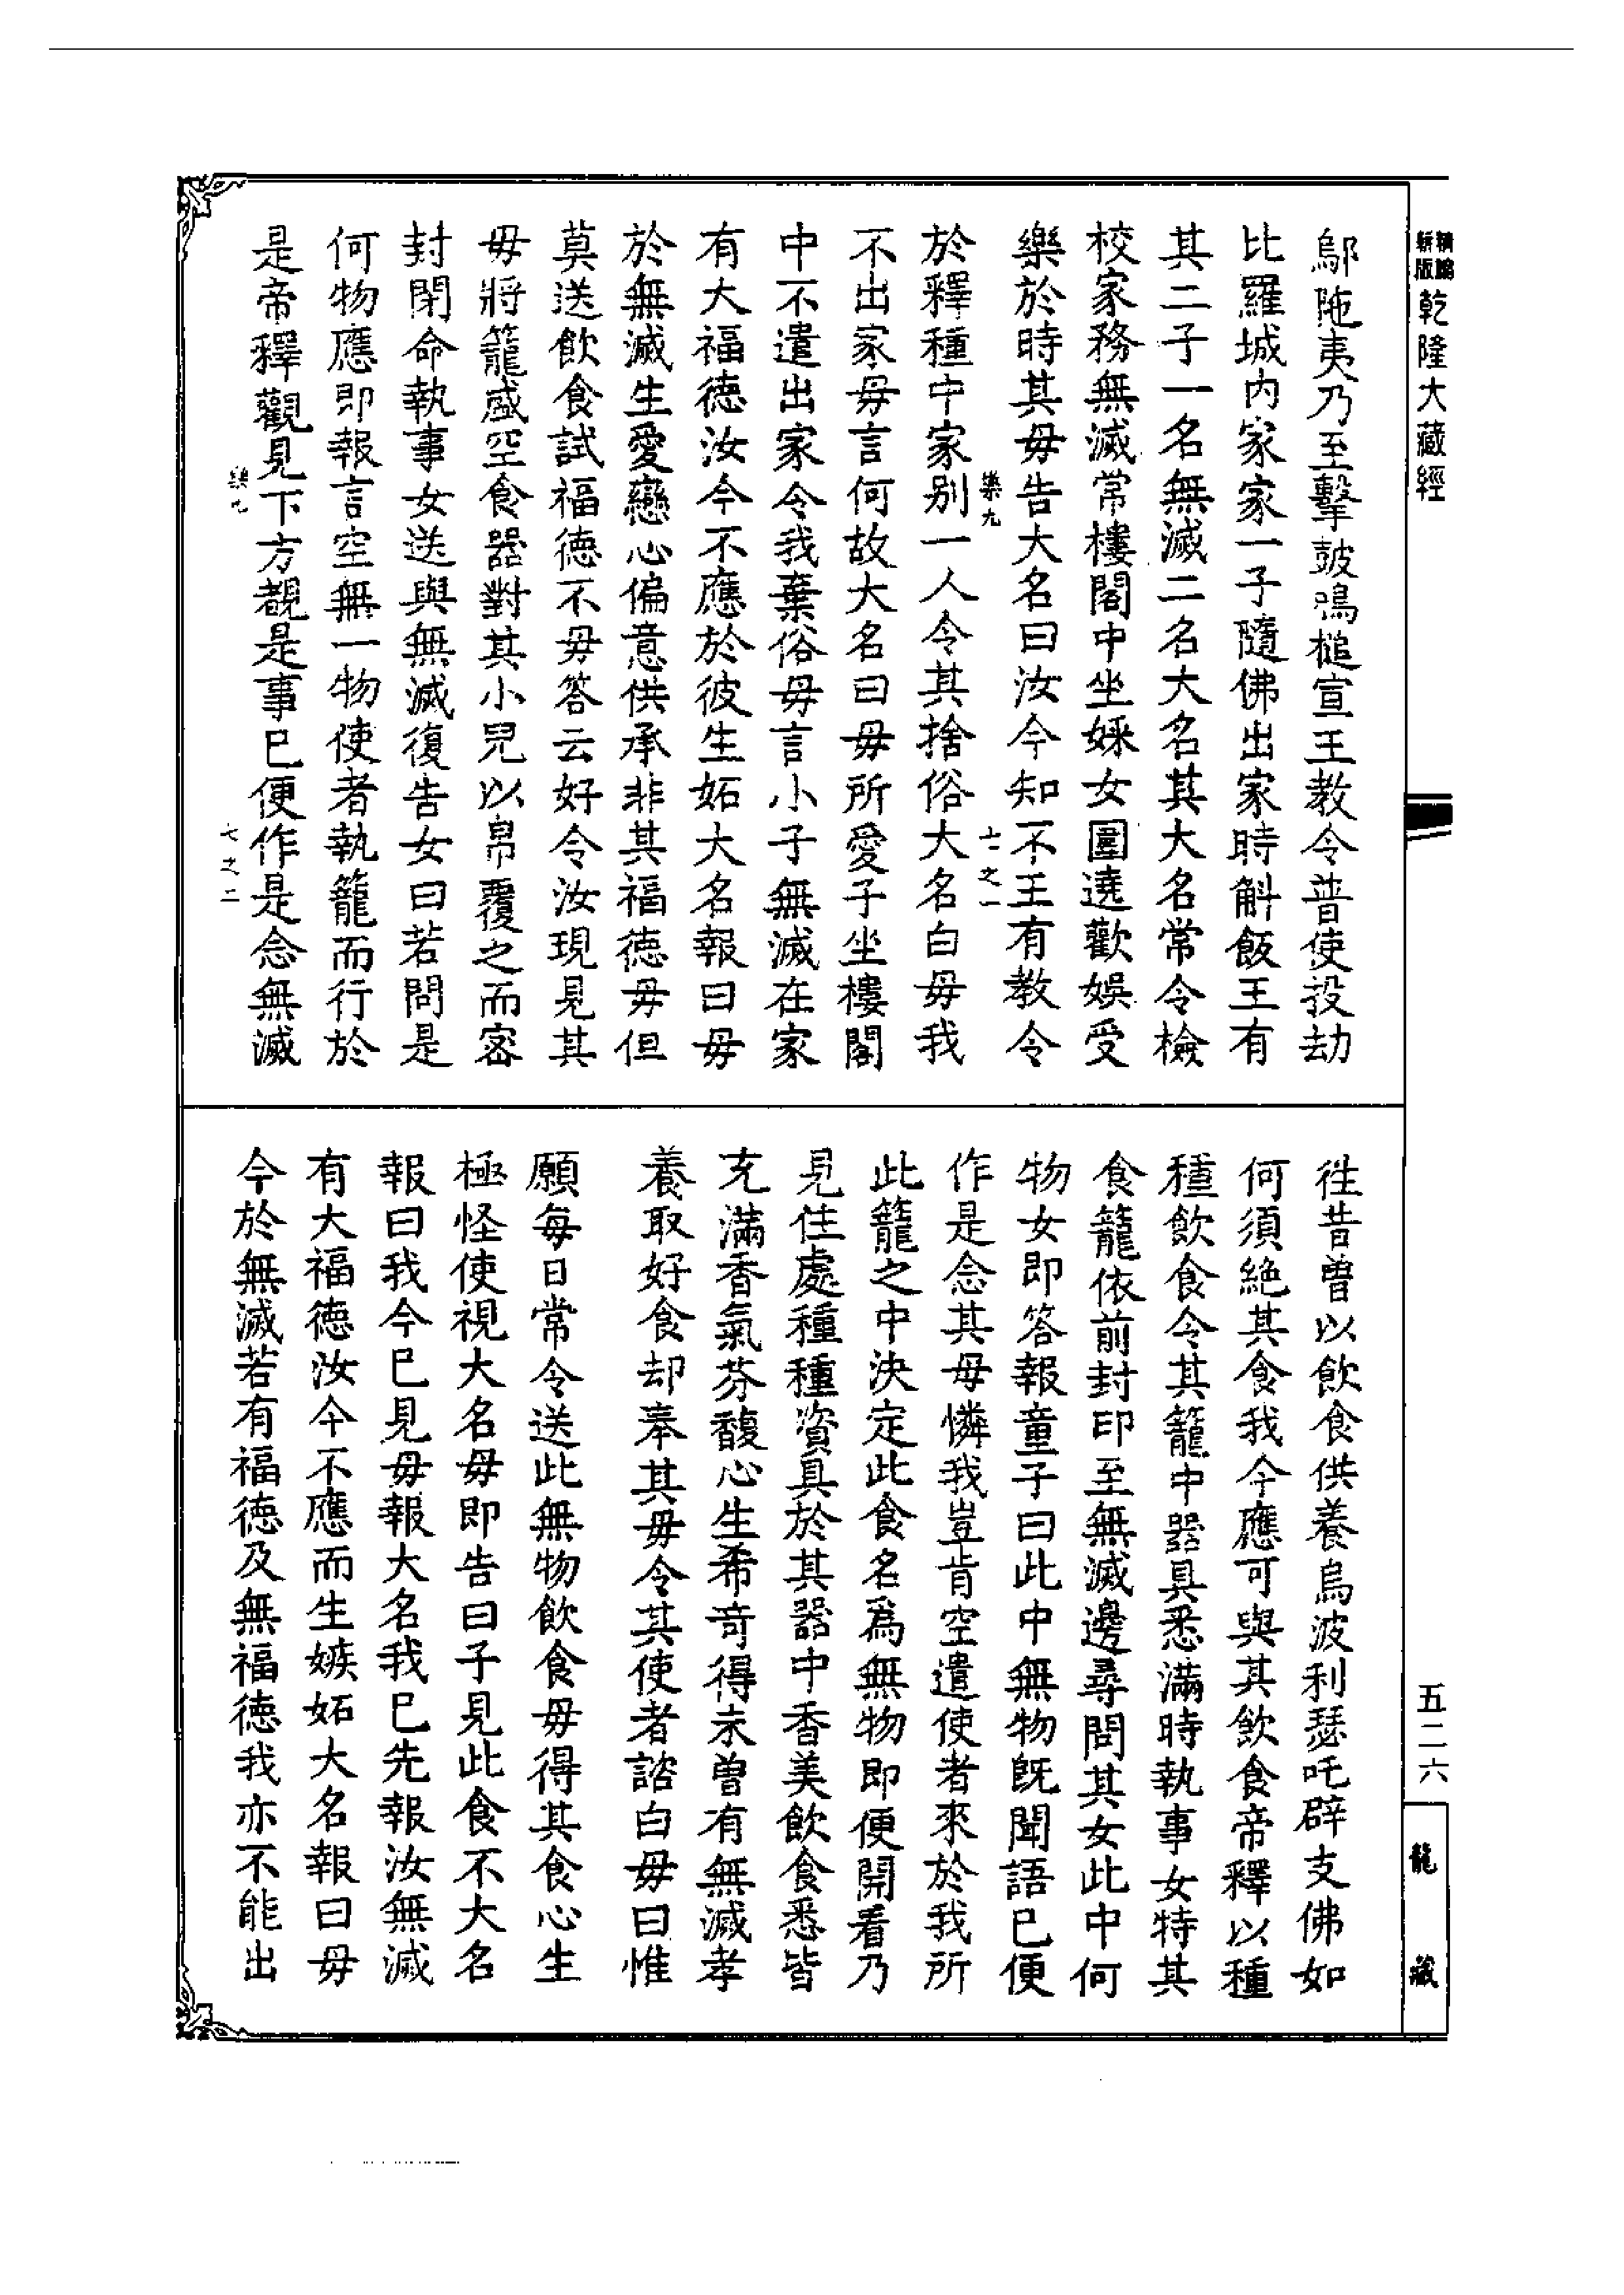 精編
新版
乾隆大藏經
鄔陁夷乃至擊鼓鳴槌宣王教令普使投劫
比羅城内家家一子隨佛出家時斛飯王有
其二子一名無滅二名大名其大名常令檢
校家務無滅常樓閣中坐婇女圍遶歡娛受
樂於時其毋告大名曰汝今知不王有教令
樂九
七之一
於釋種中家别一人令其捨俗大名白毋我
不出家毋言何故大名曰毋所愛子坐樓閣
中不遣出家令我棄俗毋言小子無滅在家
有大福德汝今不應於彼生妬大名報曰毋
於無滅生愛戀心偏意供承非其福德毋但
莫送飲食試福德不毋答云好令汝現見其
毋將籠盛空食器對其小兒以帛覆之而密
封閉命執事女送與無滅復告女曰若問是
何物應即報言空無一物使者執籠而行於
是帝釋觀見下方覩是事巳便作是念無滅
樂九
七之二
徃昔曾以飲食供養烏波利瑟吒辟支佛如
何須絶其食我今應可與其飲食帝釋以種
種飲食令其籠中器具悉滿時執事女特其
食籠依前封印至無滅邊尋問其女此中何
物女即答報童子曰此中無物旣聞語巳便
作是念其毋憐我豈肯空遣使者來於我所
此籠之中決定此食名爲無物即便開看乃
見住處種種資具於其器中香美飲食悉皆
充滿香氣芬馥心生希竒得未曾有無滅孝
養取好食却奉其毋令其使者諮白毋曰惟
願每日常令送此無物飲食毋得其食心生
極怪使視大名毋即告曰子見此食不大名
報曰我今巳見毋報大名我巳先報汝無滅
有大福德汝今不應而生嫉妬大名報曰毋
今於無滅若有福德及無福德我亦不能出
五二六
龍藏